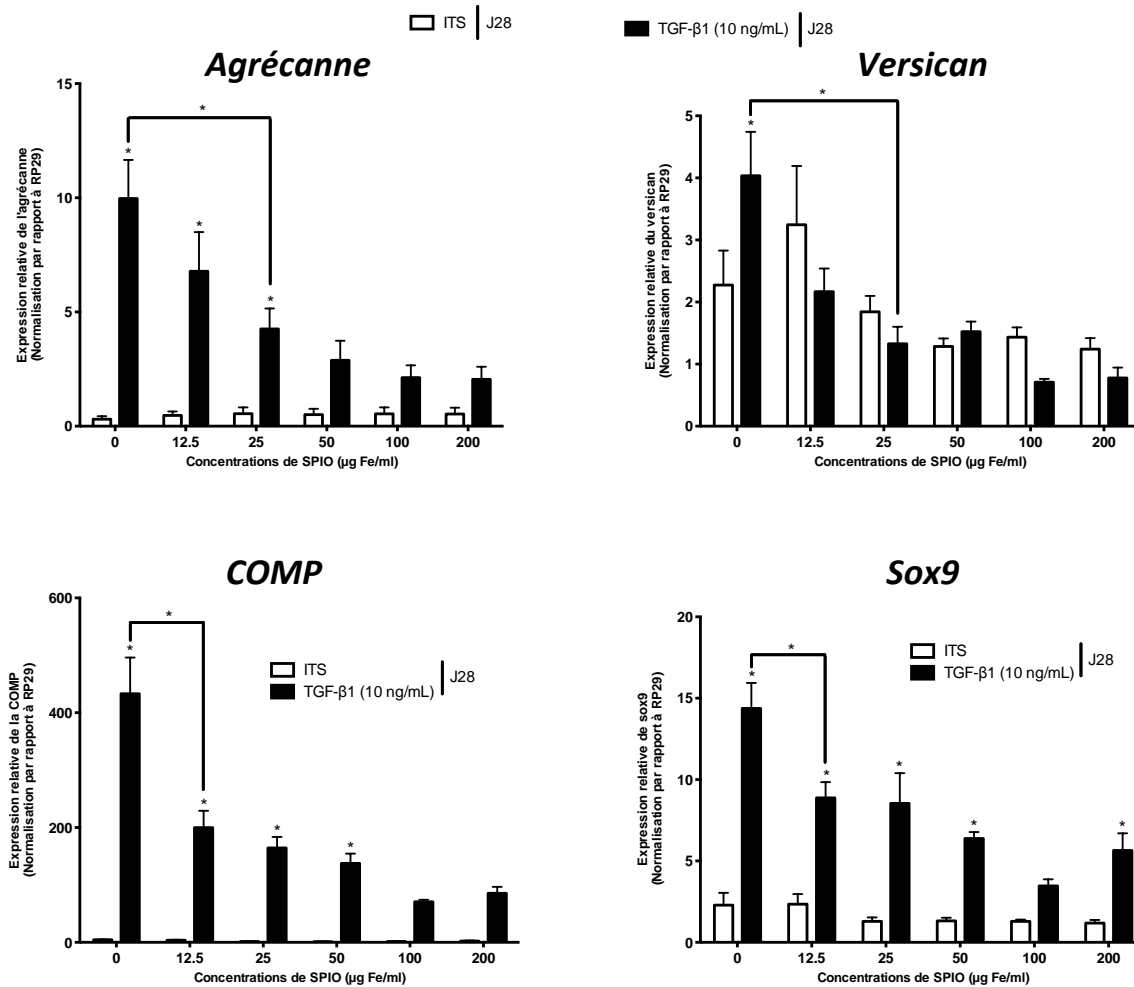 ITS J28
TGF-β1 (10 ng/mL) J28
Agrécanne
Expression relative de l'agrécanne
(Normalisation par rapport à RP29)
15
10
5
0
*
*
*
*
0 12.5 25 50 100 200
Concentrations de SPIO (µg Fe/ml)
Versican
Expression relative du versican
(Normalisation par rapport à RP29)
5
4
3
2
1
0
*
*
0 12.5 25 50 100 200
Concentrations de SPIO (µg Fe/ml)
COMP
Expression relative de la COMP
(Normalisation par rapport à RP29)
600
400
200
0
*
*
*
*
*
ITS
TGF-β1 (10 ng/mL)
J28
0 12.5 25 50 100 200
Concentrations de SPIO (µg Fe/ml)
Sox9
Expression relative de sox9
(Normalisation par rapport à RP29)
20
15
10
5
0
*
*
*
*
*
*
ITS
TGF-β1 (10 ng/mL)
J28
0 12.5 25 50 100 200
Concentrations de SPIO (µg Fe/ml)